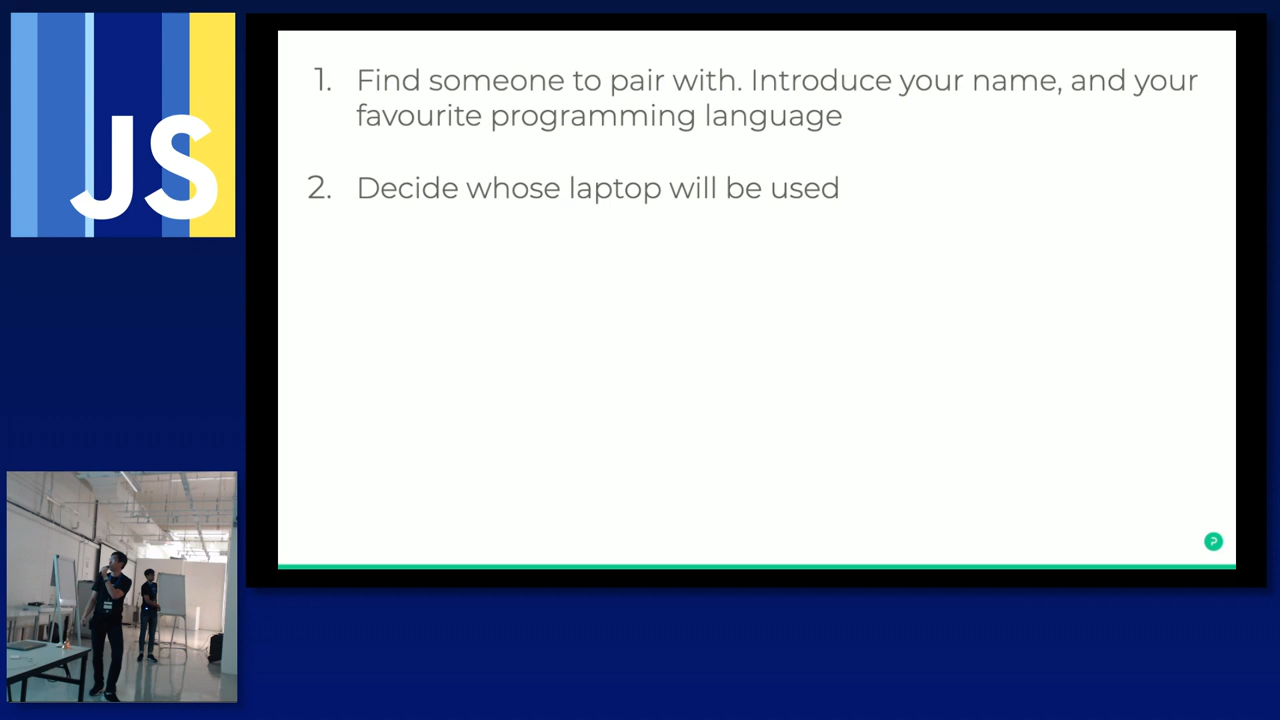 JS
1. Find someone to pair with. Introduce your name, and your
favourite programming language
2. Decide whose laptop will be used